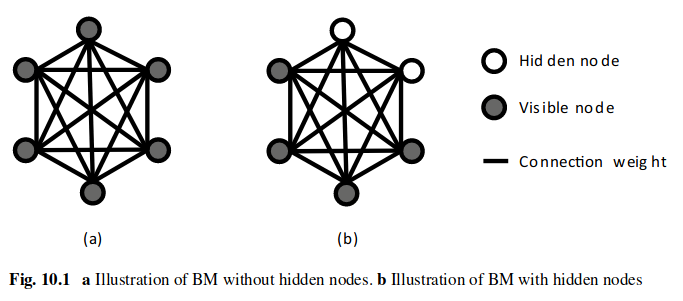 Hidden node
Visible node
Connection weight
(a)
(b)
Fig. 10.1 a Illustration of BM without hidden nodes. b Illustration of BM with hidden nodes